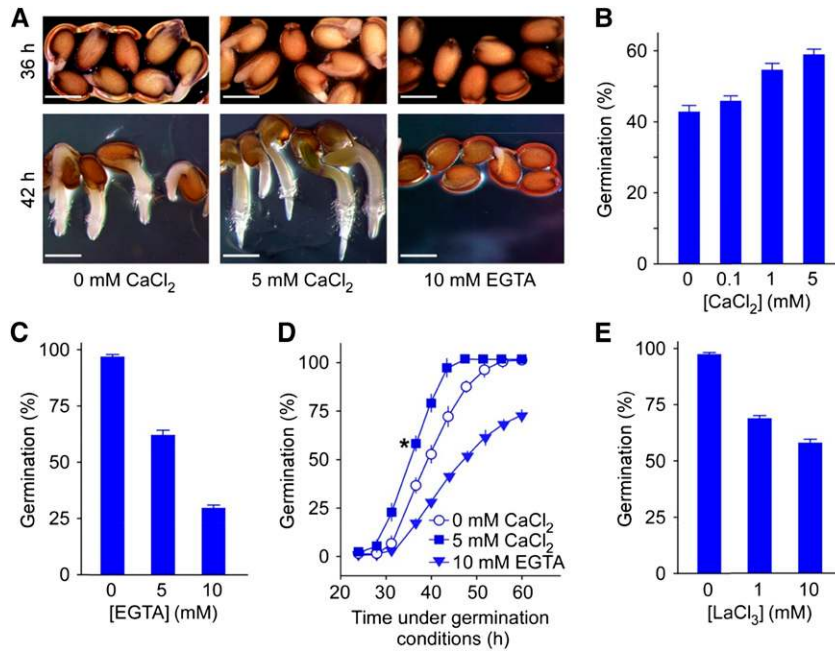 A
36 h
42 h
0 mM CaCl₂
5 mM CaCl₂
10 mM EGTA
B
Germination (%)
60
40
20
0
0 0.1 1 5
[CaCl₂] (mM)
C
Germination (%)
100
75
50
25
0
0 5 10
[EGTA] (mM)
D
Germination (%)
100
75
50
25
0
*
0 mM CaCl₂
5 mM CaCl₂
10 mM EGTA
20 30 40 50 60
Time under germination
conditions (h)
E
Germination (%)
100
75
50
75
0
0 1 10
[LaCl₃] (mM)